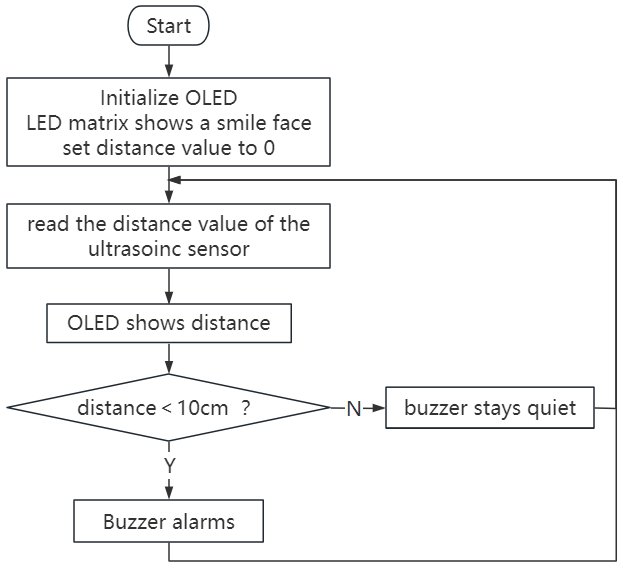 Start
Initialize OLED
LED matrix shows a smile face
set distance value to 0
read the distance value of the
ultrasoinc sensor
OLED shows distance
distance < 10cm ?
N
buzzer stays quiet
Y
Buzzer alarms